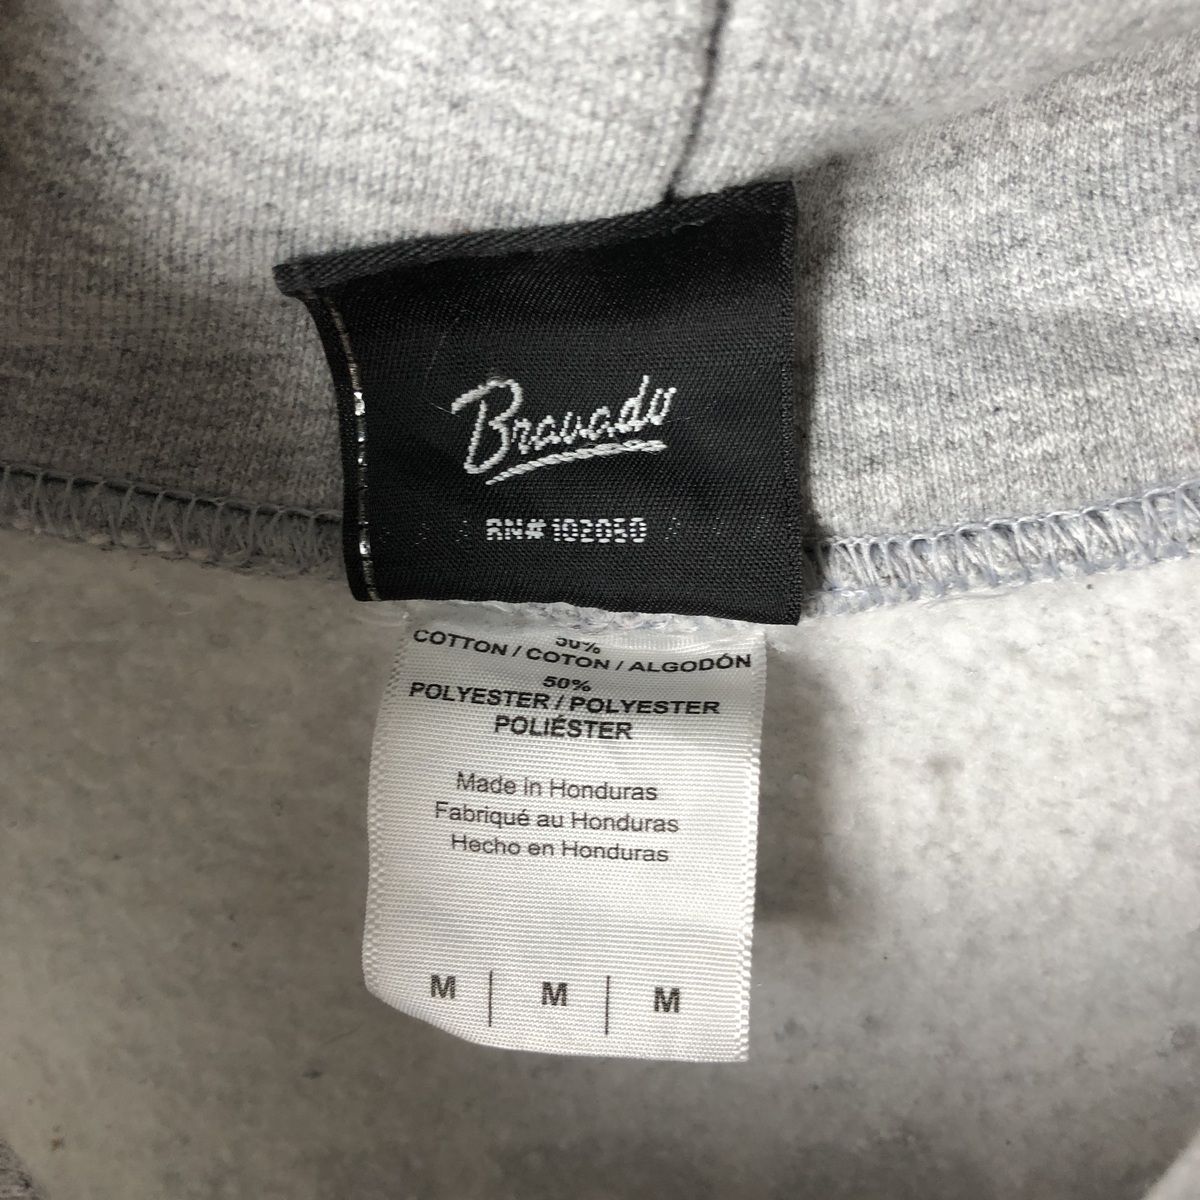 Bravado
RN#102050
50%
COTTON / COTON / ALGODÓN
50%
POLYESTER / POLYESTER
POLIÉSTER
Made in Honduras
Fabriqué au Honduras
Hecho en Honduras
M | M | M